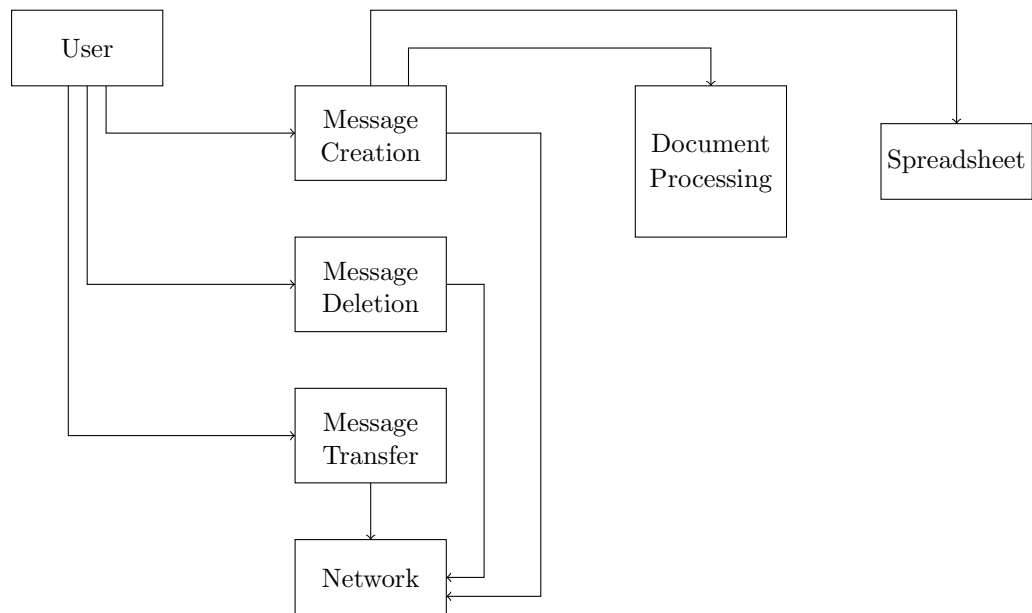 User
Message
Creation
Document
Processing
Spreadsheet
Message
Deletion
Message
Transfer
Network